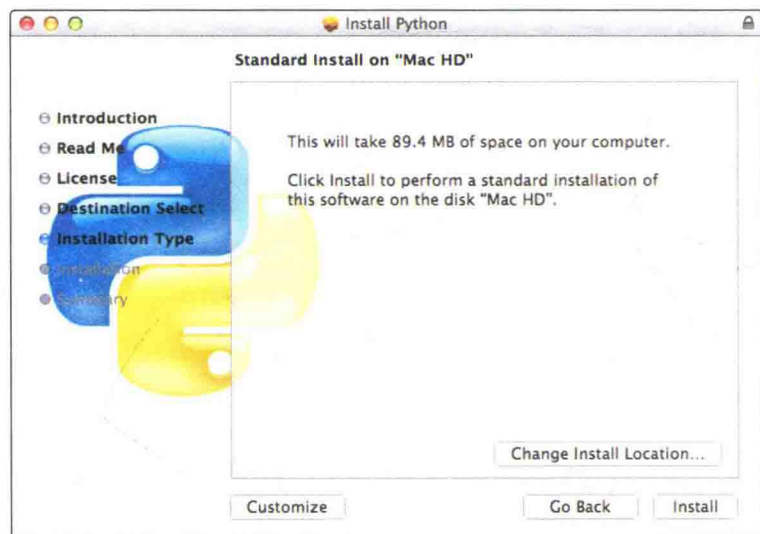 Install Python
Standard Install on "Mac HD"
Introduction
Read Me
License
Destination Select
Installation Type
Installation
Summary
This will take 89.4 MB of space on your computer.
Click Install to perform a standard installation of
this software on the disk "Mac HD".
Change Install Location...
Customize
Go Back
Install